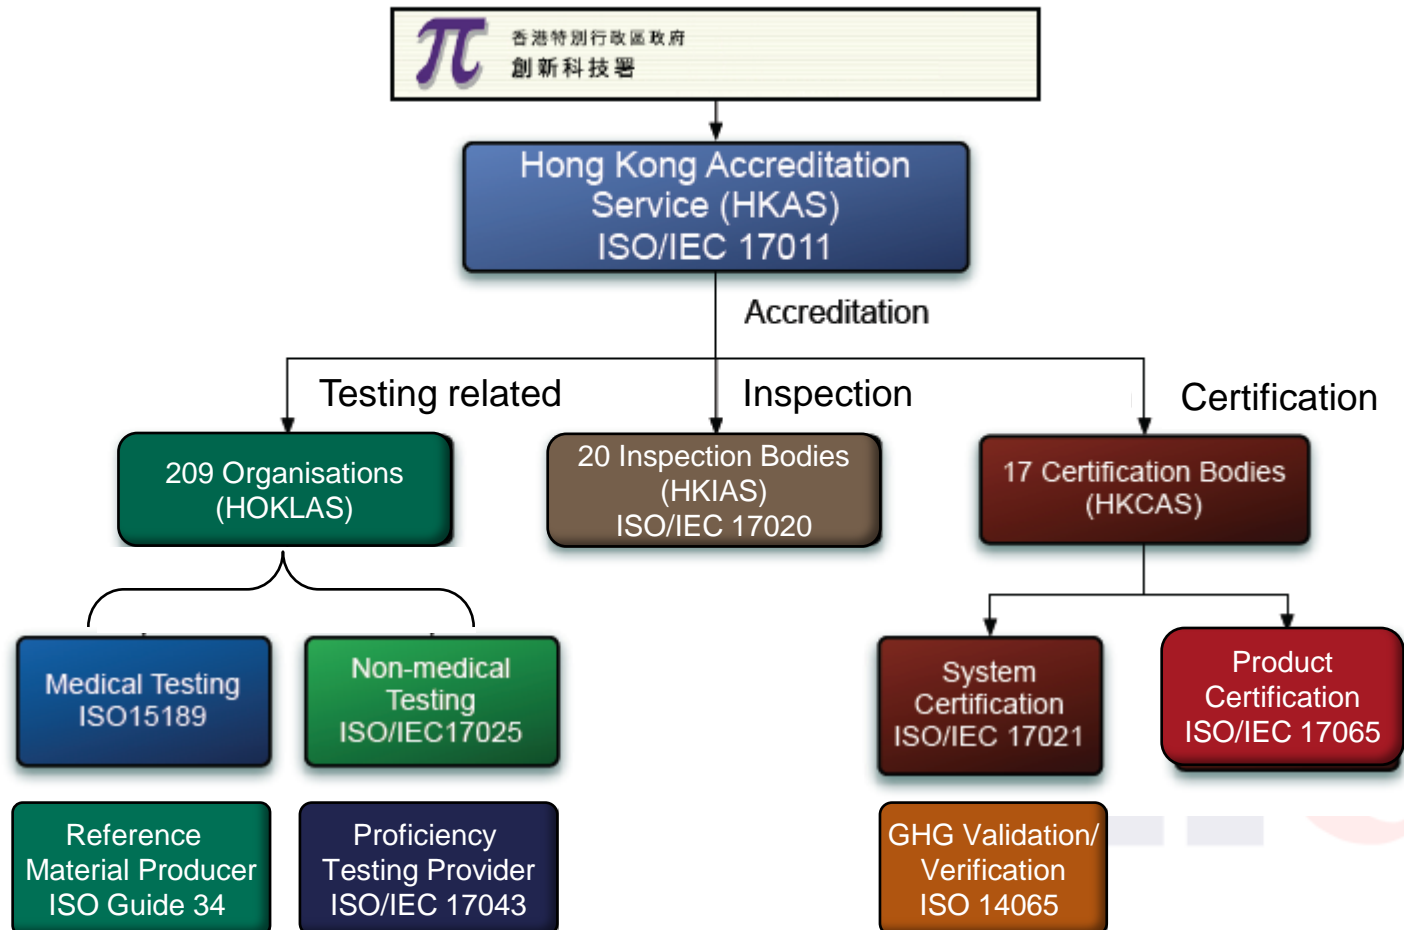 香港特別行政區政府
創新科技署
Hong Kong Accreditation
Service (HKAS)
ISO/IEC 17011
Accreditation
Testing related
Inspection
Certification
209 Organisations
(HOKLAS)
20 Inspection Bodies
(HKIAS)
ISO/IEC 17020
17 Certification Bodies
(HKCAS)
Medical Testing
ISO15189
Non-medical
Testing
ISO/IEC17025
System
Certification
ISO/IEC 17021
Product
Certification
ISO/IEC 17065
Reference
Material Producer
ISO Guide 34
Proficiency
Testing Provider
ISO/IEC 17043
GHG Validation/
Verification
ISO 14065